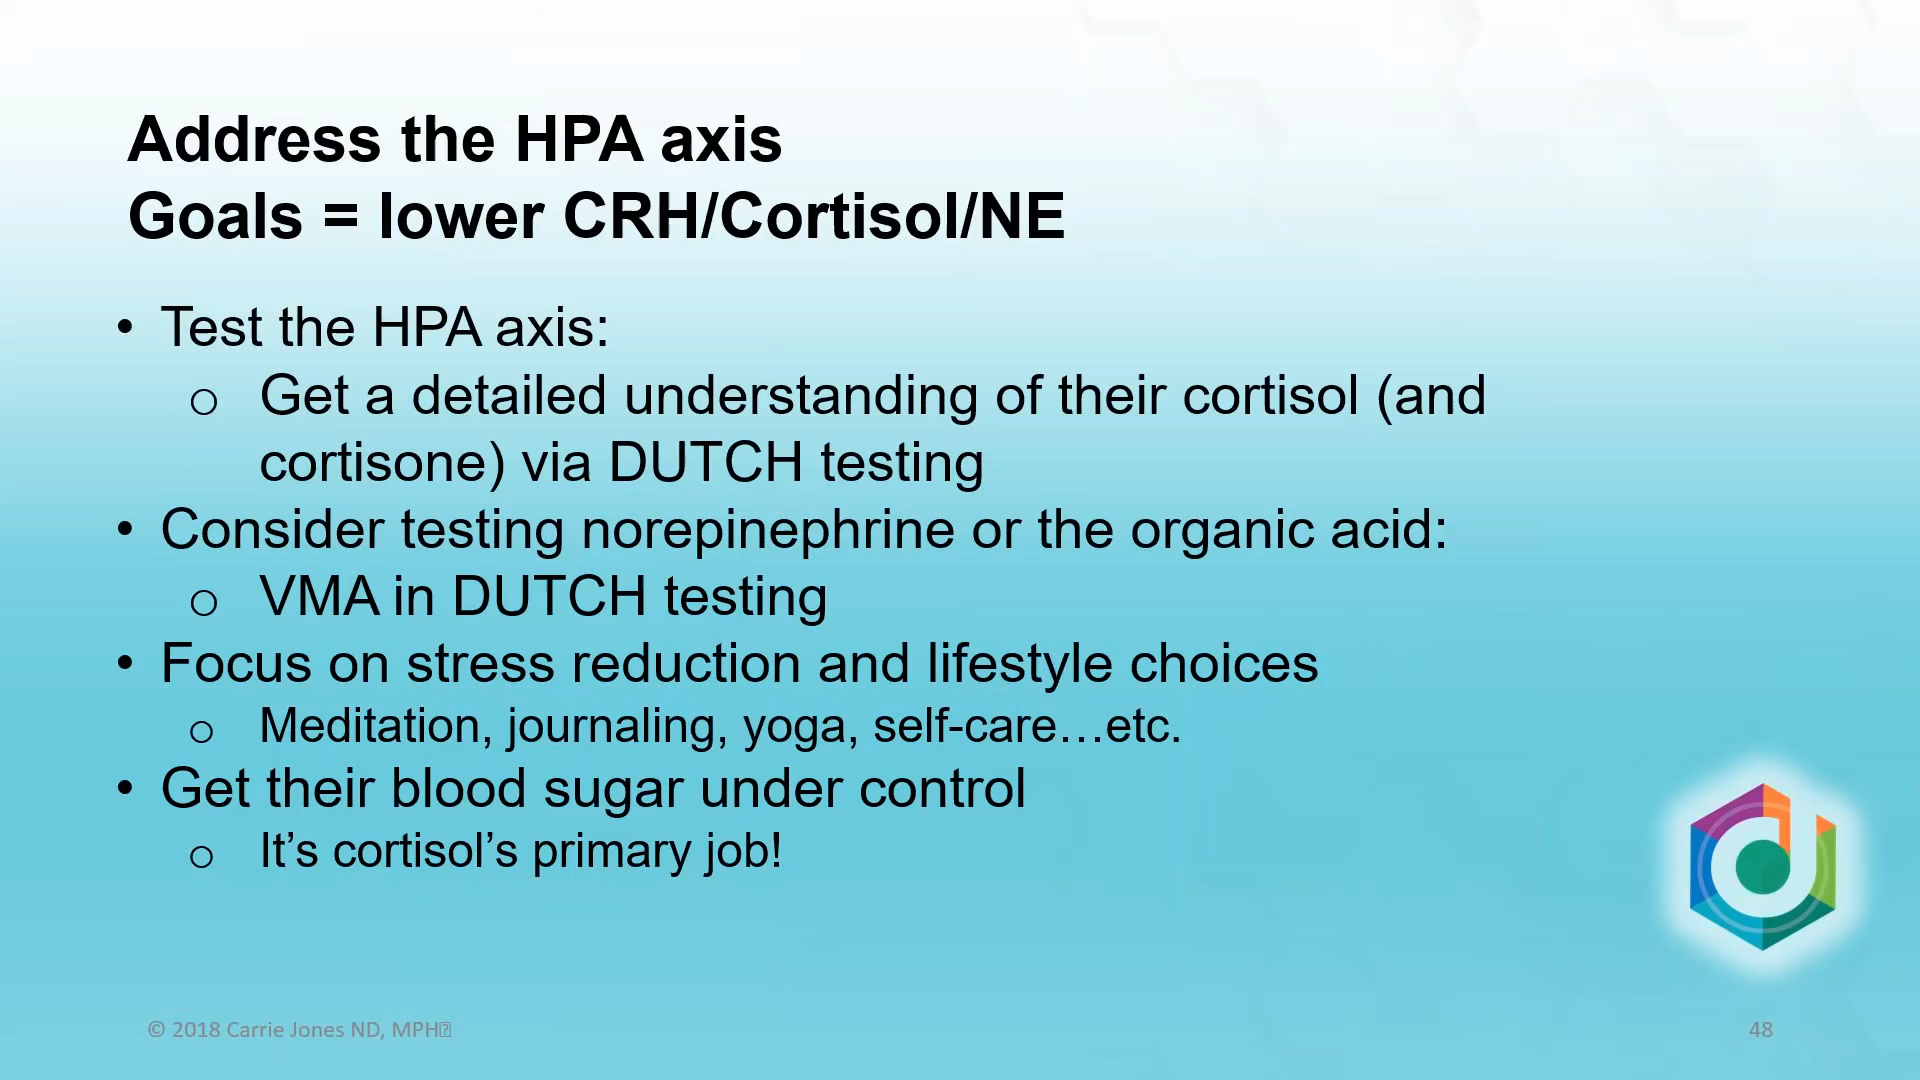 Address the HPA axis
Goals = lower CRH/Cortisol/NE
• Test the HPA axis:
o Get a detailed understanding of their cortisol (and
cortisone) via DUTCH testing
• Consider testing norepinephrine or the organic acid:
o VMA in DUTCH testing
• Focus on stress reduction and lifestyle choices
o Meditation, journaling, yoga, self-care…etc.
• Get their blood sugar under control
o It’s cortisol’s primary job!
© 2018 Carrie Jones ND, MPH
48